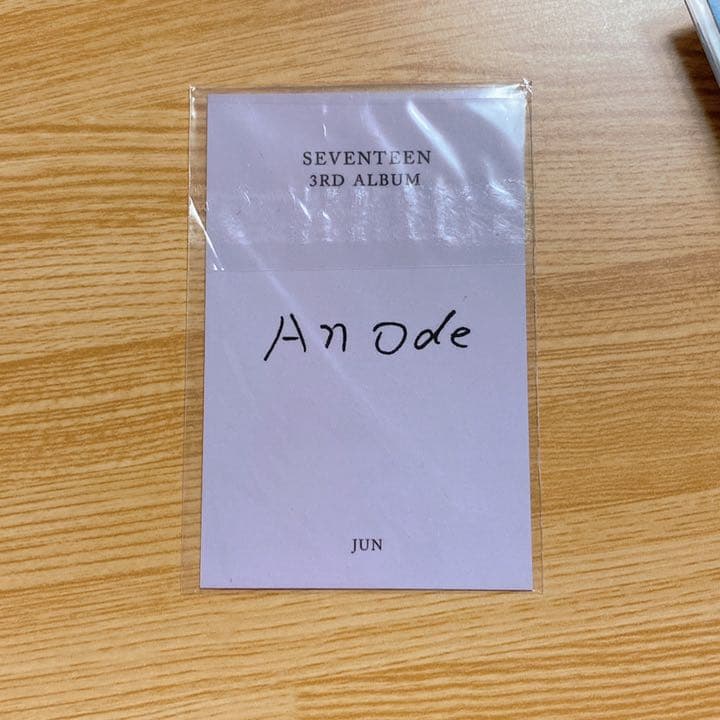 SEVENTEEN
3RD ALBUM
An Ode
JUN